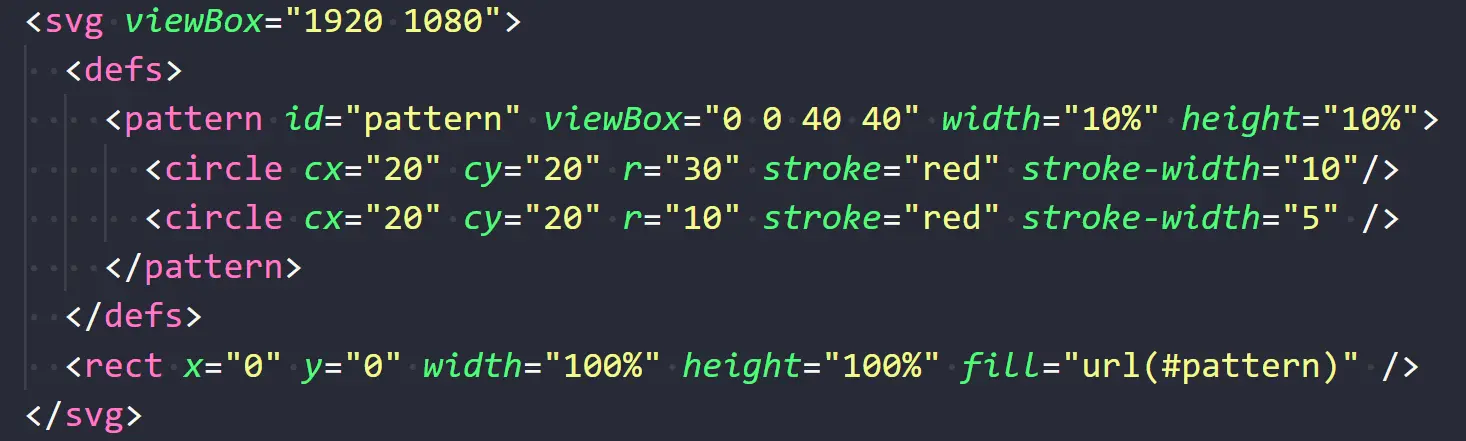 <svg viewBox="1920 1080">
<defs>
<pattern id="pattern" viewBox="0 0 40 40" width="10%" height="10%">
<circle cx="20" cy="20" r="30" stroke="red" stroke-width="10"/>
<circle cx="20" cy="20" r="10" stroke="red" stroke-width="5" />
</pattern>
</defs>
<rect x="0" y="0" width="100%" height="100%" fill="url(#pattern)" />
</svg>